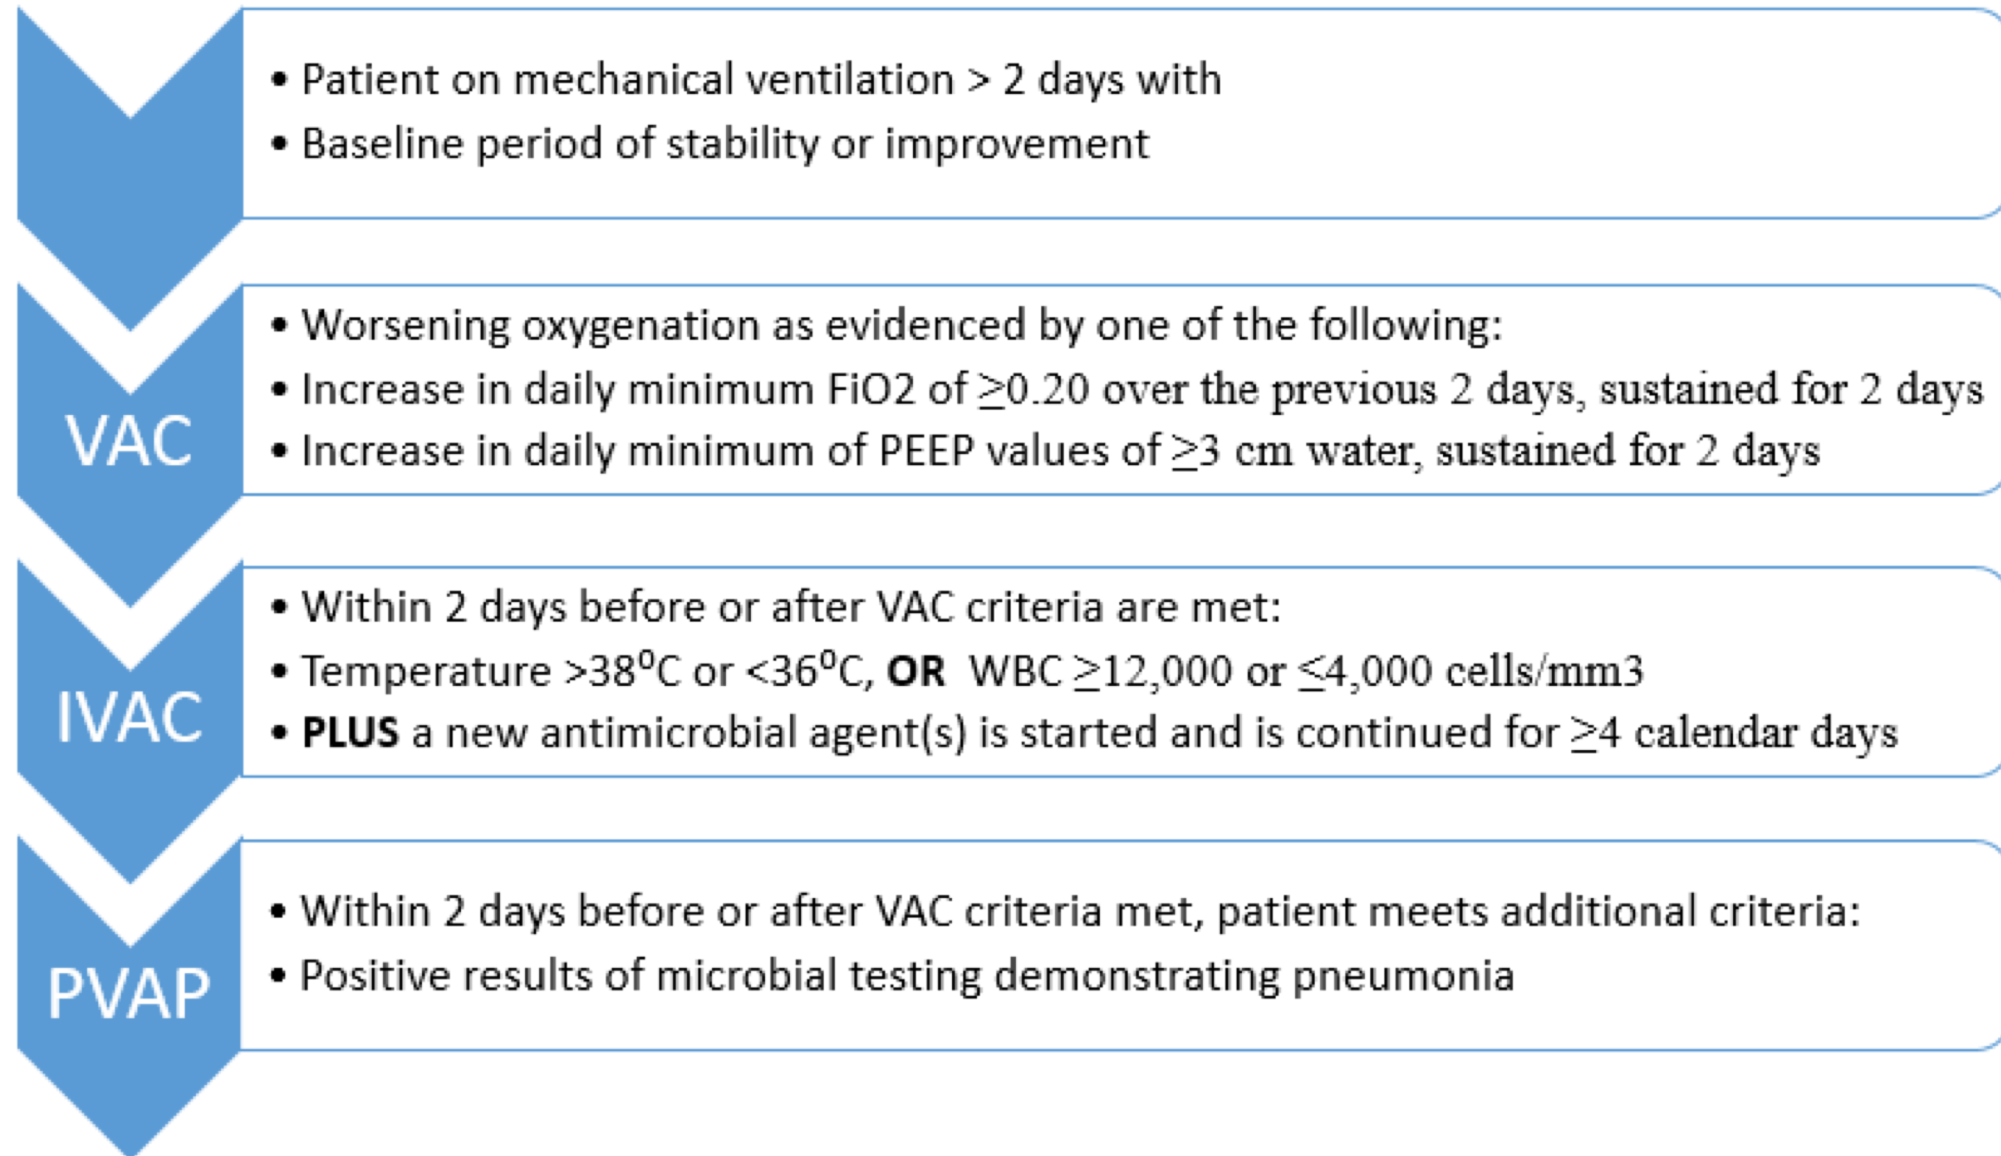 • Patient on mechanical ventilation > 2 days with
• Baseline period of stability or improvement
VAC
• Worsening oxygenation as evidenced by one of the following:
• Increase in daily minimum FiO2 of ≥0.20 over the previous 2 days, sustained for 2 days
• Increase in daily minimum of PEEP values of ≥3 cm water, sustained for 2 days
IVAC
• Within 2 days before or after VAC criteria are met:
• Temperature >38⁰C or <36⁰C, OR WBC ≥12,000 or ≤4,000 cells/mm3
• PLUS a new antimicrobial agent(s) is started and is continued for ≥4 calendar days
PVAP
• Within 2 days before or after VAC criteria met, patient meets additional criteria:
• Positive results of microbial testing demonstrating pneumonia